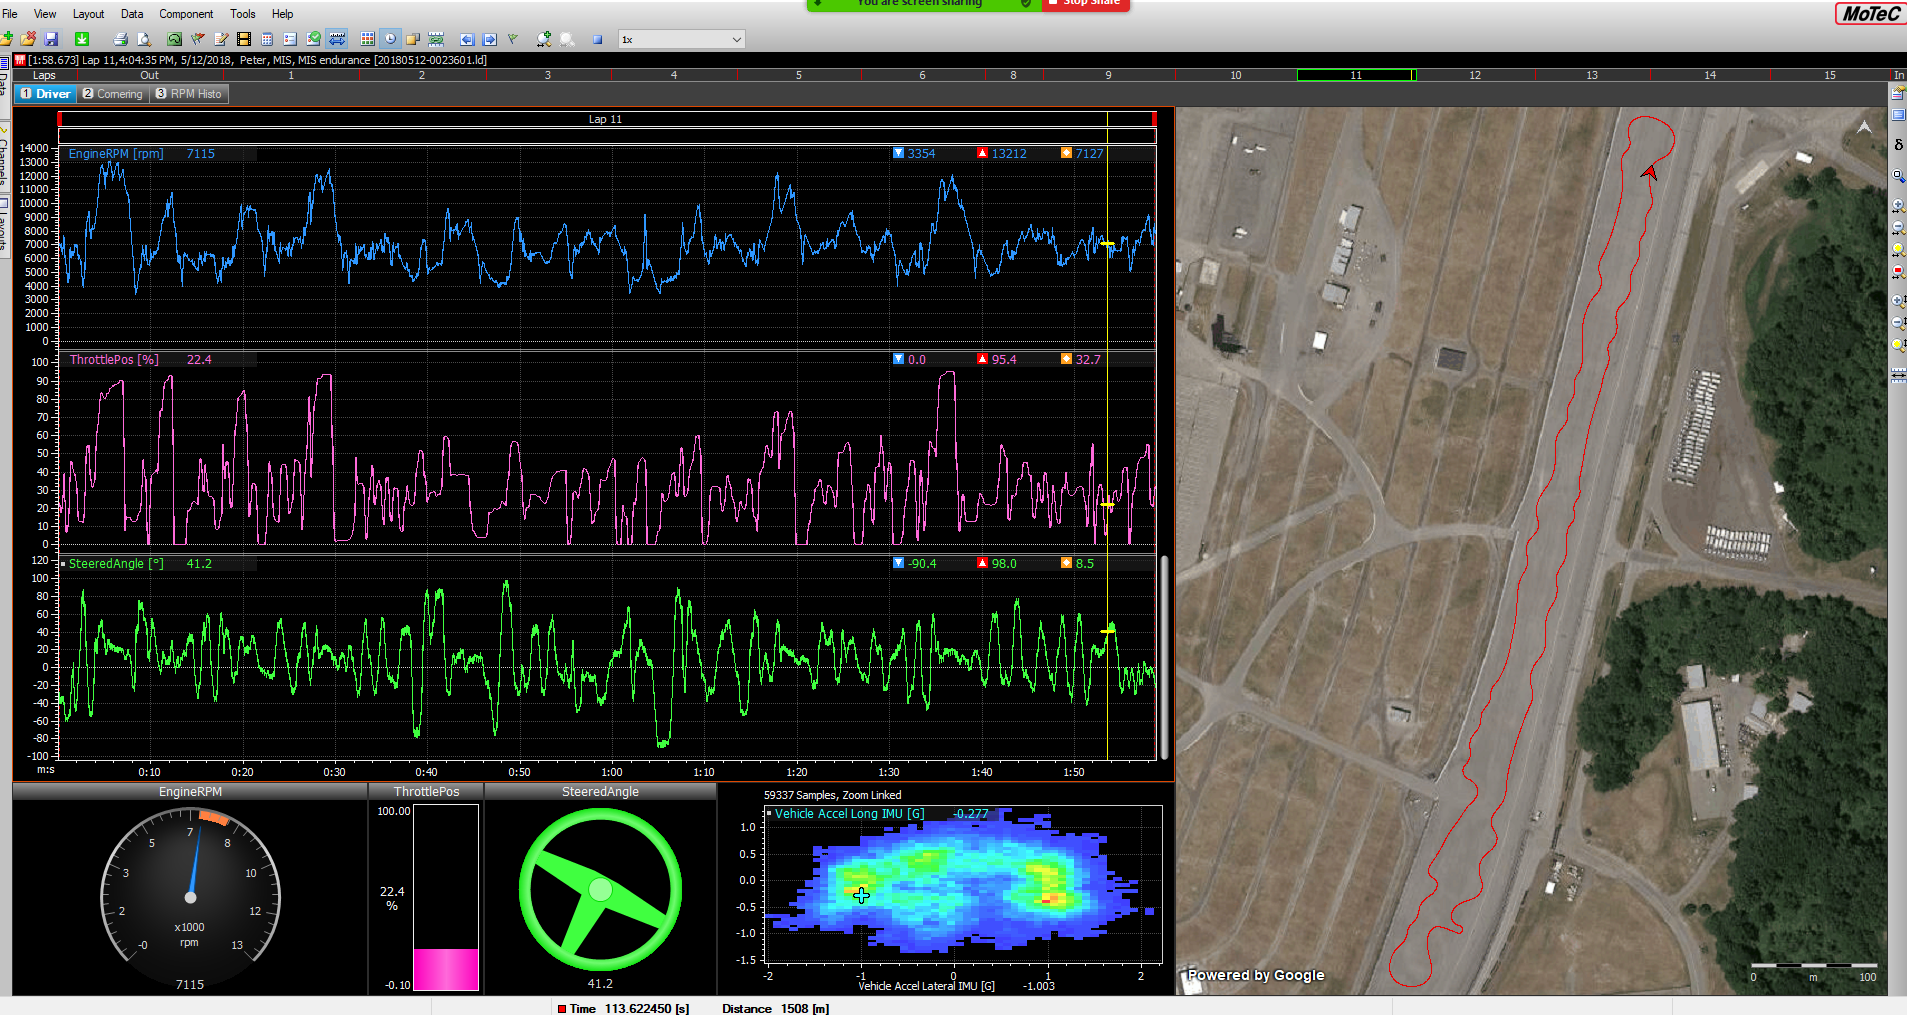 You are screen sharing
Stop Share
File View Layout Data Component Tools Help
MoTeC
1x
[1:58.673] Lap 11,4:04:35 PM, 5/12/2018, Peter, MIS, MIS endurance [20180512-0023601.ld]
Laps Out 1 2 3 4 5 6 8 9 10 11 12 13 14 15 In
1 Driver 2 Cornering 3 RPM Histo
Data
Channels
Layouts
Lap 11
EngineRPM [rpm] 7115 3354 13212 7127
14000
13000
12000
11000
10000
9000
8000
7000
6000
5000
4000
3000
2000
1000
0
ThrottlePos [%] 22.4 0.0 95.4 32.7
100
90
80
70
60
50
40
30
20
10
0
SteeredAngle [°] 41.2 -90.4 98.0 8.5
120
100
80
60
40
20
0
-20
-40
-60
-80
-100
m:s 0:10 0:20 0:30 0:40 0:50 1:00 1:10 1:20 1:30 1:40 1:50
EngineRPM
7
5 8
3 10
2 12
-0 13
x1000
rpm
7115
ThrottlePos
100.00
22.4
%
-0.10
SteeredAngle
41.2
59337 Samples, Zoom Linked
Vehicle Accel Long IMU [G] -0.277
1.0
0.5
0.0
-0.5
-1.0
-1.5
-2 -1 0 1 2
Vehicle Accel Lateral IMU [G] -1.003
δ
Powered by Google
0 m 100
Time 113.622450 [s] Distance 1508 [m]